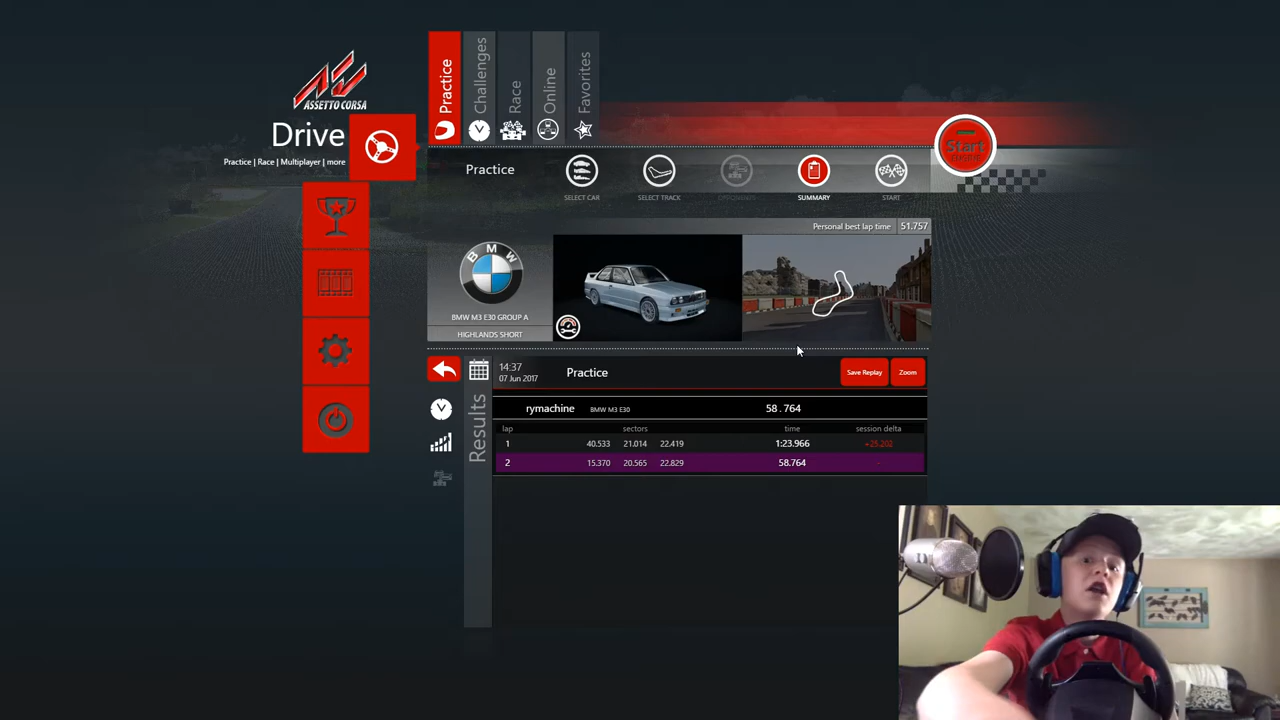 Practice
Challenges
Race
Online
Favorites
ASSETTO CORSA
Drive
Practice | Race | Multiplayer | more
Start
Practice
SELECT CAR
SELECT TRACK
SUMMARY
START
Personal best lap time 51.757
BMW
BMW M3 E30 GROUP A
HIGHLANDS SHORT
14:37
07 Jun 2017
Practice
Save Replay
Zoom
Results
rymachine BMW M3 E30 58.764
lap sectors time session delta
1 40.533 21.014 22.419 1:23.966 +25.202
2 15.370 20.565 22.829 58.764 -